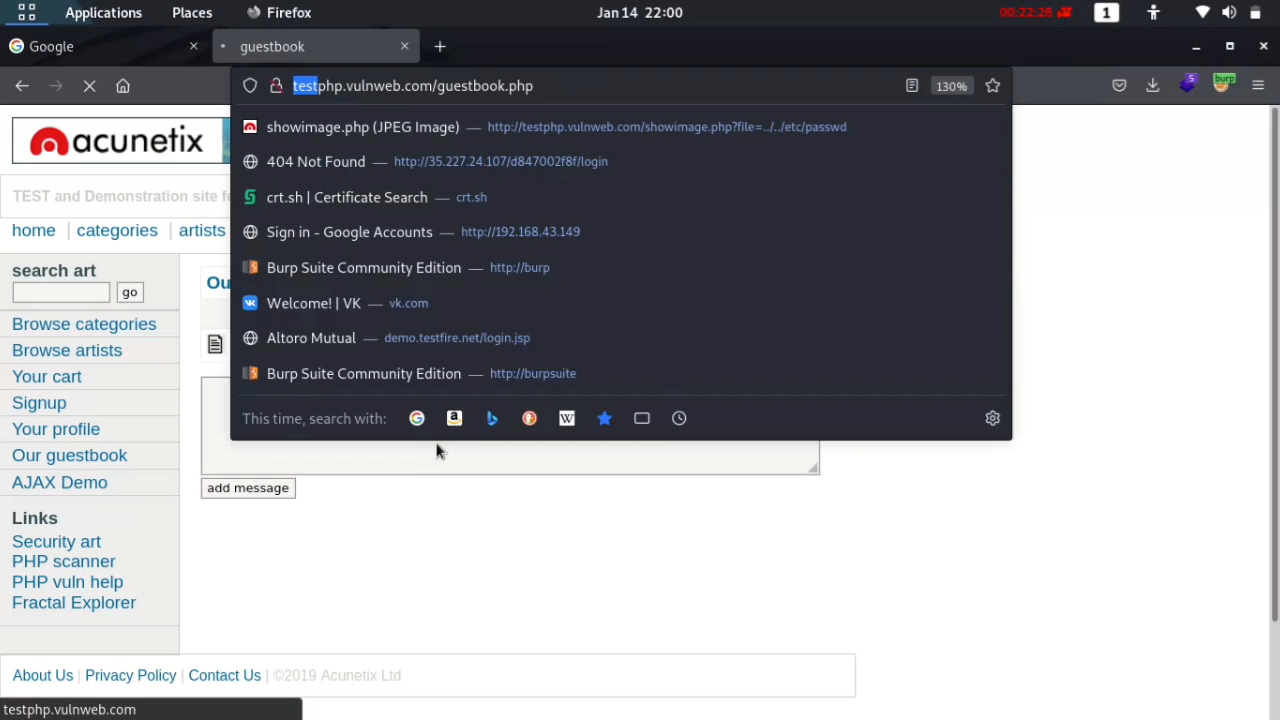 Applications Places Firefox Jan 14 22:00 00:22:28 1
Google guestbook
testphp.vulnweb.com/guestbook.php 130% 5 burp
showimage.php (JPEG Image) — http://testphp.vulnweb.com/showimage.php?file=../../etc/passwd
404 Not Found — http://35.227.24.107/d847002f8f/login
crt.sh | Certificate Search — crt.sh
Sign in - Google Accounts — http://192.168.43.149
Burp Suite Community Edition — http://burp
Welcome! | VK — vk.com
Altoro Mutual — demo.testfire.net/login.jsp
Burp Suite Community Edition — http://burpsuite
This time, search with:
acunetix
TEST and Demonstration site
home | categories | artists
search art
go
Browse categories
Browse artists
Your cart
Signup
Your profile
Our guestbook
AJAX Demo
Links
Security art
PHP scanner
PHP vuln help
Fractal Explorer
Ou
add message
About Us | Privacy Policy | Contact Us | ©2019 Acunetix Ltd
testphp.vulnweb.com